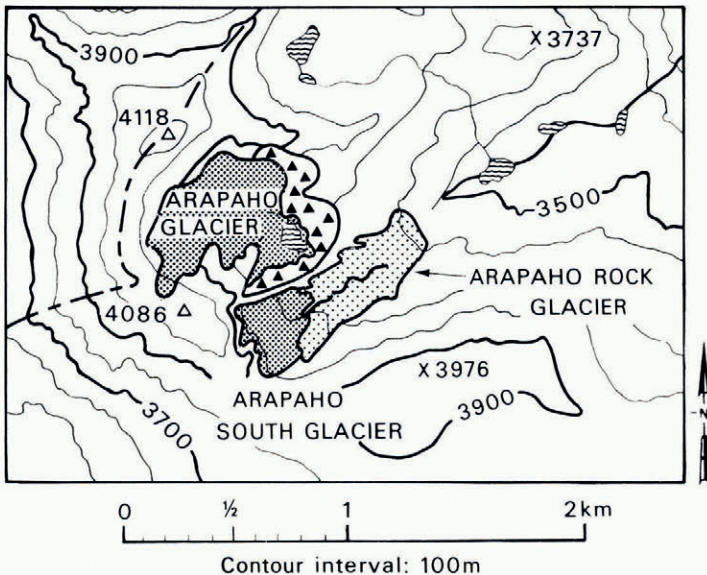 3900
X 3737
4118
ARAPAHO
GLACIER
3500
ARAPAHO ROCK
GLACIER
4086
X 3976
ARAPAHO
SOUTH GLACIER
3900
3700
N
0 ½ 1 2 km
Contour interval: 100m